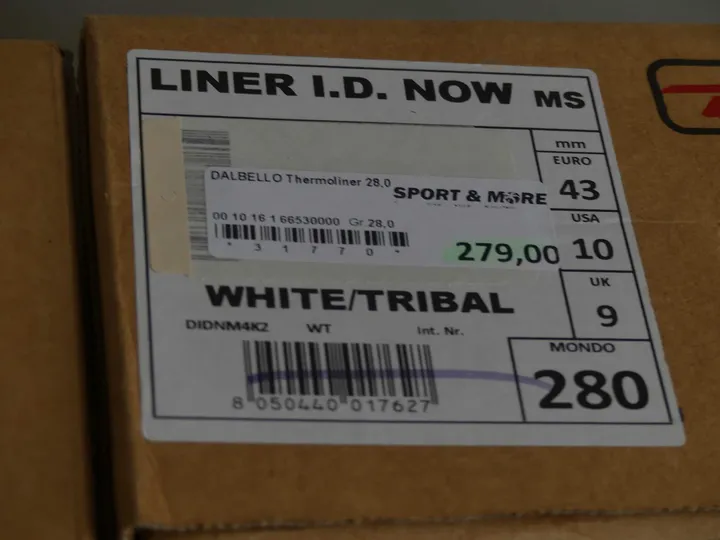 LINER I.D. NOW MS
mm
EURO
43
USA
10
UK
9
MONDO
280
DALBELLO Thermoliner 28,0
SPORT & MORE
00 10 16 1 66530000 Gr 28,0
* 31770 *
279,00
WHITE/TRIBAL
DIDNM4K2 WT Int. Nr.
8 050440 017627